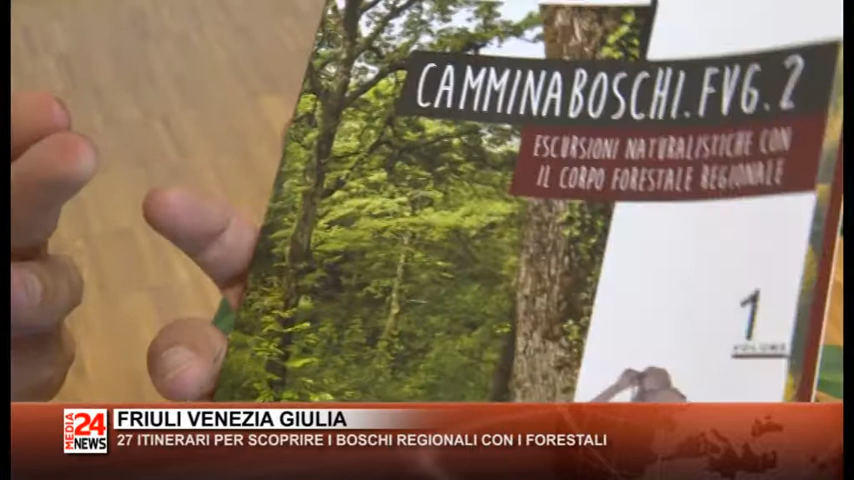 CAMMINABOSCHI.FVG.2
ESCURSIONI NATURALISTICHE CON
IL CORPO FORESTALE REGIONALE
1
VOLUME
MEDIA
24
NEWS
FRIULI VENEZIA GIULIA
27 ITINERARI PER SCOPRIRE I BOSCHI REGIONALI CON I FORESTALI